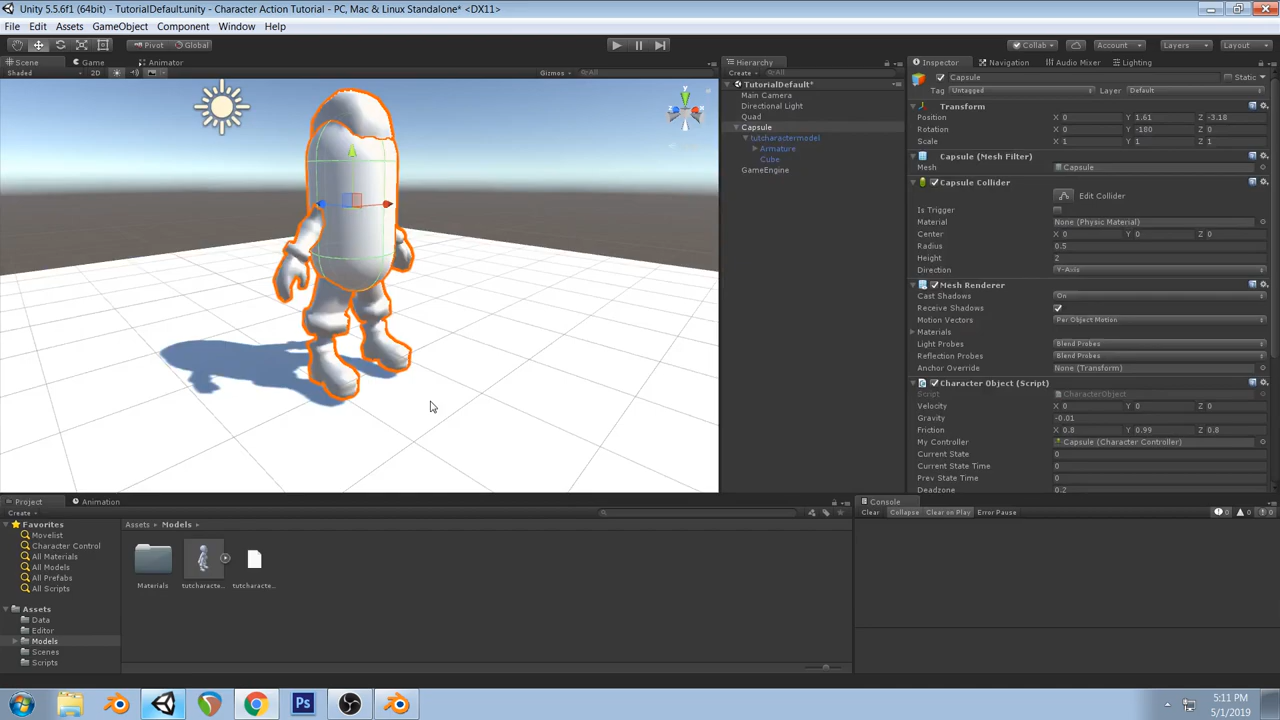 Unity 5.5.6f1 (64bit) - TutorialDefault.unity - Character Action Tutorial - PC, Mac & Linux Standalone* <DX11>
File Edit Assets GameObject Component Window Help
Pivot Global Collab Account Layers Layout
Scene Game Animator
Shaded 2D Gizmos All
Hierarchy
Create All
TutorialDefault*
Main Camera
Directional Light
Quad
Capsule
tutcharactermodel
Armature
Cube
GameEngine
Inspector Navigation Audio Mixer Lighting
Capsule Static
Tag Untagged Layer Default
Transform
Position X 0 Y 1.61 Z -3.18
Rotation X 0 Y -180 Z 0
Scale X 1 Y 1 Z 1
Capsule (Mesh Filter)
Mesh Capsule
Capsule Collider
Edit Collider
Is Trigger
Material None (Physic Material)
Center X 0 Y 0 Z 0
Radius 0.5
Height 2
Direction Y-Axis
Mesh Renderer
Cast Shadows On
Receive Shadows
Motion Vectors Per Object Motion
Materials
Light Probes Blend Probes
Reflection Probes Blend Probes
Anchor Override None (Transform)
Character Object (Script)
Script CharacterObject
Velocity X 0 Y 0 Z 0
Gravity -0.01
Friction X 0.8 Y 0.99 Z 0.8
My Controller Capsule (Character Controller)
Current State 0
Current State Time 0
Prev State Time 0
Deadzone 0.2
Project Animation
Create
Favorites
Movelist
Character Control
All Materials
All Models
All Prefabs
All Scripts
Assets
Data
Editor
Models
Scenes
Scripts
Assets Models
Materials tutcharacte... tutcharacte...
Console
Clear Collapse Clear on Play Error Pause 0 0 0
Ps
5:11 PM
5/1/2019